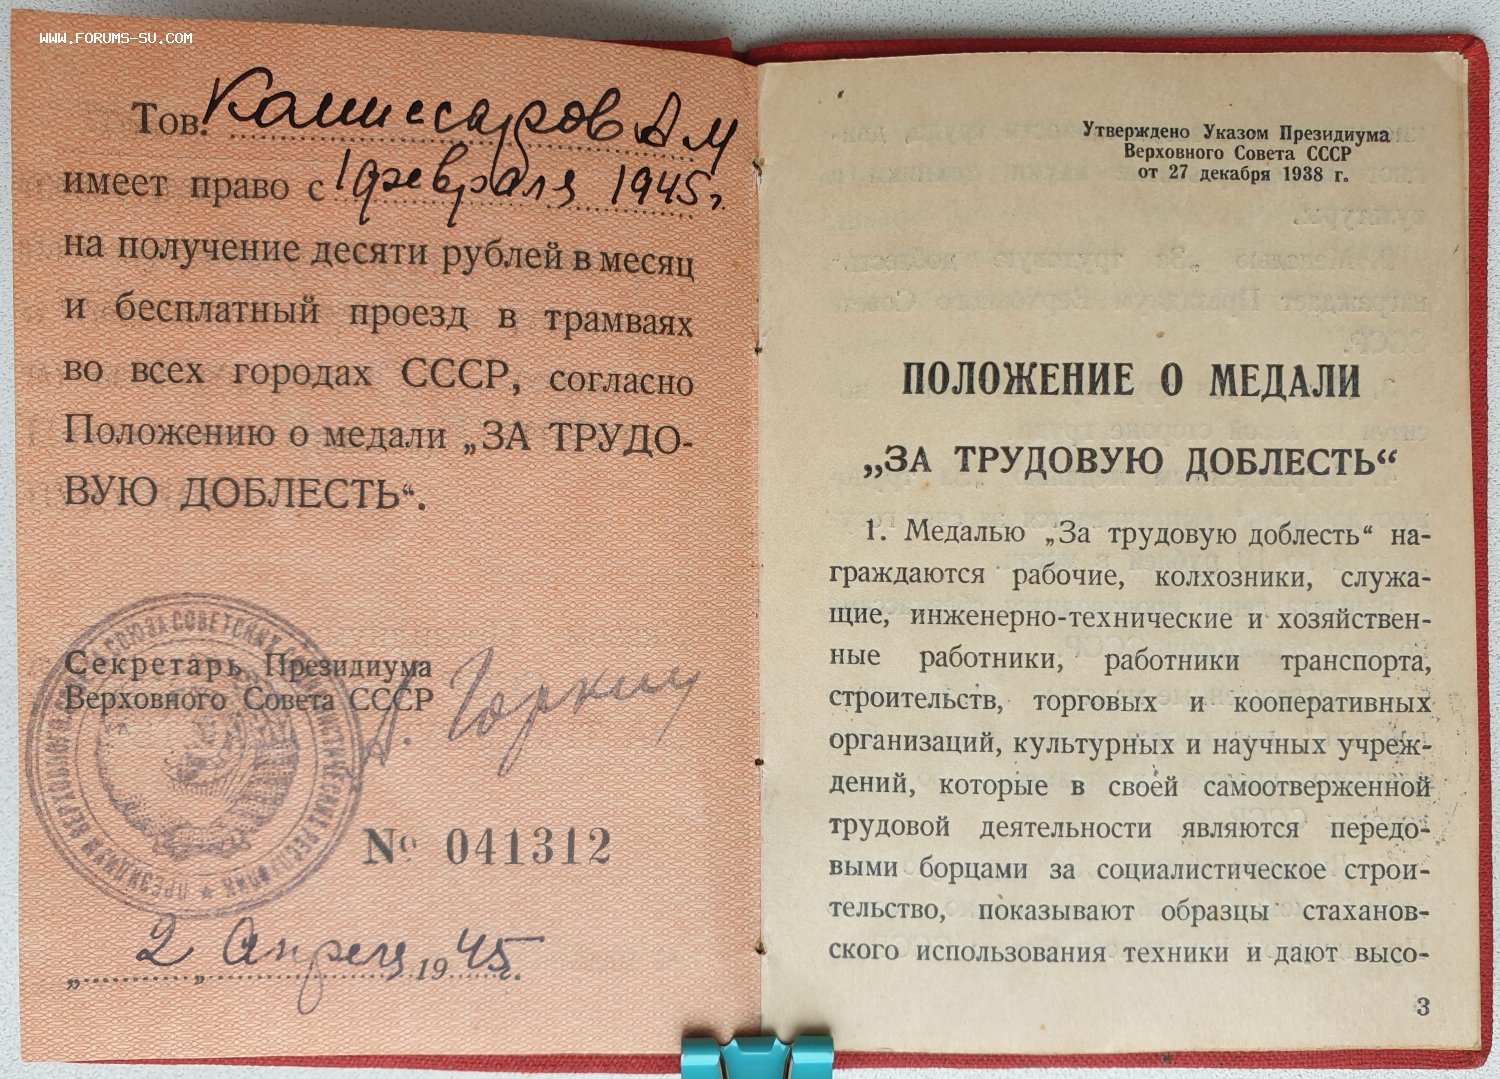 www.forums-su.com
Тов. Комиссаров А М
имеет право с 1 февраля 1945 г.
на получение десяти рублей в месяц
и бесплатный проезд в трамваях
во всех городах СССР, согласно
Положению о медали „ЗА ТРУДО-
ВУЮ ДОБЛЕСТЬ“.
Секретарь Президиума
Верховного Совета СССР
А. Горкин
№ 041312
„ 2 „ Апреля 1945 г.
Утверждено Указом Президиума
Верховного Совета СССР
от 27 декабря 1938 г.
ПОЛОЖЕНИЕ О МЕДАЛИ
„ЗА ТРУДОВУЮ ДОБЛЕСТЬ“
1. Медалью „За трудовую доблесть“ на-
граждаются рабочие, колхозники, служа-
щие, инженерно-технические и хозяйствен-
ные работники, работники транспорта,
строительств, торговых и кооперативных
организаций, культурных и научных учреж-
дений, которые в своей самоотверженной
трудовой деятельности являются передо-
выми борцами за социалистическое строи-
тельство, показывают образцы стаханов-
ского использования техники и дают высо-
3